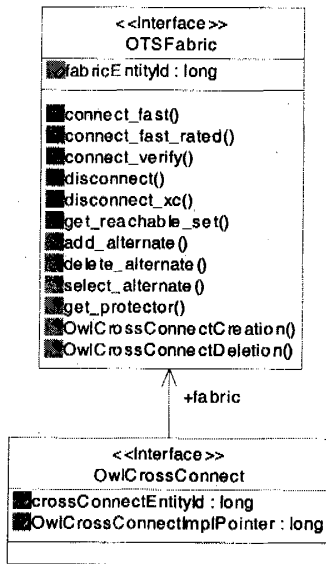 <<Interface>>
OTSFabric
fabricEntityId : long
connect_fast()
connect_fast_rated()
connect_verify()
disconnect()
disconnect_xc()
get_reachable_set()
add_alternate()
delete_alternate()
select_alternate()
get_protector()
OwlCrossConnectCreation()
OwlCrossConnectDeletion()
+fabric
<<Interface>>
OwlCrossConnect
crossConnectEntityId : long
OwlCrossConnectImplPointer : long